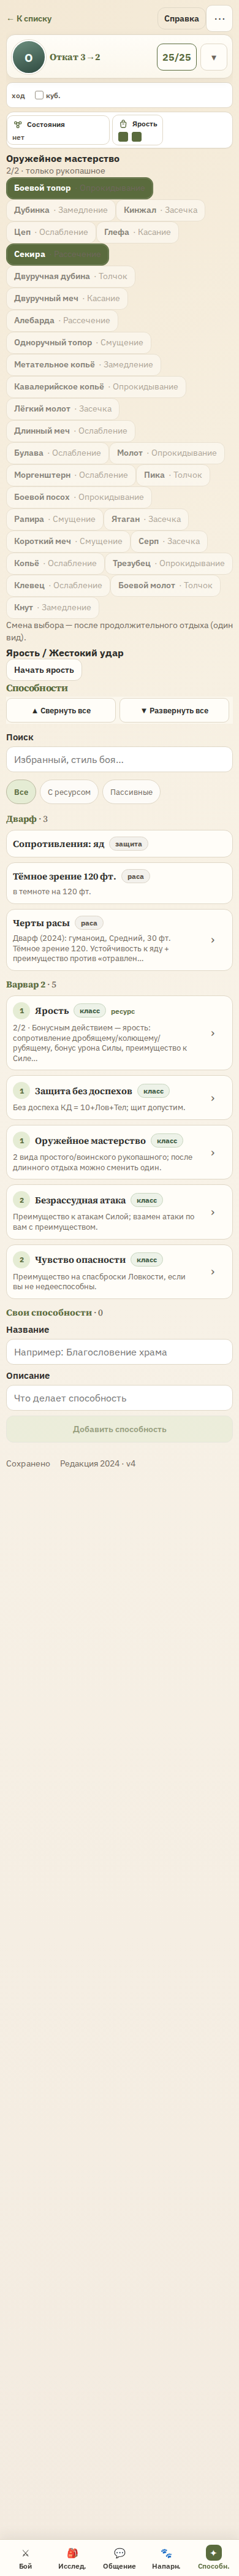 ← К списку
Справка
⋯
О
Откат 3→2
25/25
▾
ход
куб.
Состояния
нет
Ярость
Оружейное мастерство
2/2 · только рукопашное
Боевой топор
Дубинка · Замедление
Кинжал · Засечка
Цеп · Ослабление
Глефа · Касание
Секира
Двуручная дубина · Толчок
Двуручный меч · Касание
Алебарда · Рассечение
Одноручный топор · Смущение
Метательное копьё · Замедление
Кавалерийское копьё · Опрокидывание
Лёгкий молот · Засечка
Длинный меч · Ослабление
Булава · Ослабление
Молот · Опрокидывание
Моргенштерн · Ослабление
Пика · Толчок
Боевой посох · Опрокидывание
Рапира · Смущение
Ятаган · Засечка
Короткий меч · Смущение
Серп · Засечка
Копьё · Ослабление
Трезубец · Опрокидывание
Клевец · Ослабление
Боевой молот · Толчок
Кнут · Замедление
Смена выбора — после продолжительного отдыха (один
вид).
Ярость / Жестокий удар
Начать ярость
Способности
▲ Свернуть все
▼ Развернуть все
Поиск
Избранный, стиль боя…
Все
С ресурсом
Пассивные
Дварф · 3
Сопротивления: яд
защита
Тёмное зрение 120 фт.
раса
в темноте на 120 фт.
Черты расы
раса
Дварф (2024): гуманоид, Средний, 30 фт.
Тёмное зрение 120. Устойчивость к яду +
преимущество против «отравлен…
›
Варвар 2 · 5
1
Ярость
класс
ресурс
2/2 · Бонусным действием — ярость:
сопротивление дробящему/колющему/
рубящему, бонус урона Силы, преимущество к
Силе…
›
1
Защита без доспехов
класс
Без доспеха КД = 10+Лов+Тел; щит допустим.
›
1
Оружейное мастерство
класс
2 вида простого/воинского рукопашного; после
длинного отдыха можно сменить один.
›
2
Безрассудная атака
класс
Преимущество к атакам Силой; взамен атаки по
вам с преимуществом.
›
2
Чувство опасности
класс
Преимущество на спасброски Ловкости, если
вы не недееспособны.
›
Свои способности · 0
Название
Например: Благословение храма
Описание
Что делает способность
Добавить способность
Сохранено
Редакция 2024 · v4
Бой
Исслед.
Общение
Напарн.
Способн.